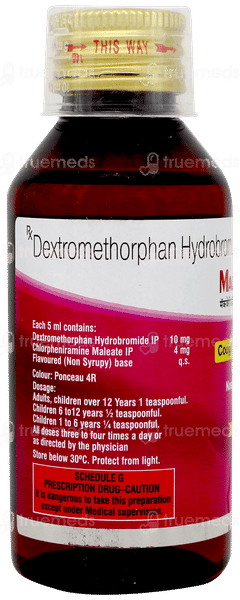 THIS WAY
truemeds
Rx Dextromethorphan Hydrobrom
Each 5 ml contains:
Dextromethorphan Hydrobromide IP 10 mg
Chlorpheniramine Maleate IP 4 mg
Flavoured (Non Syrupy) base q.s.
Colour: Ponceau 4R
Dosage:
Adults, children over 12 Years 1 teaspoonful.
Children 6 to12 years ½ teaspoonful.
Children 1 to 6 years ¼ teaspoonful.
All doses three to four times a day or
as directed by the physician
Store below 30ºC. Protect from light.
SCHEDULE G
PRESCRIPTION DRUG-CAUTION
It is dangerous to take this preparation
except under Medical supervision.